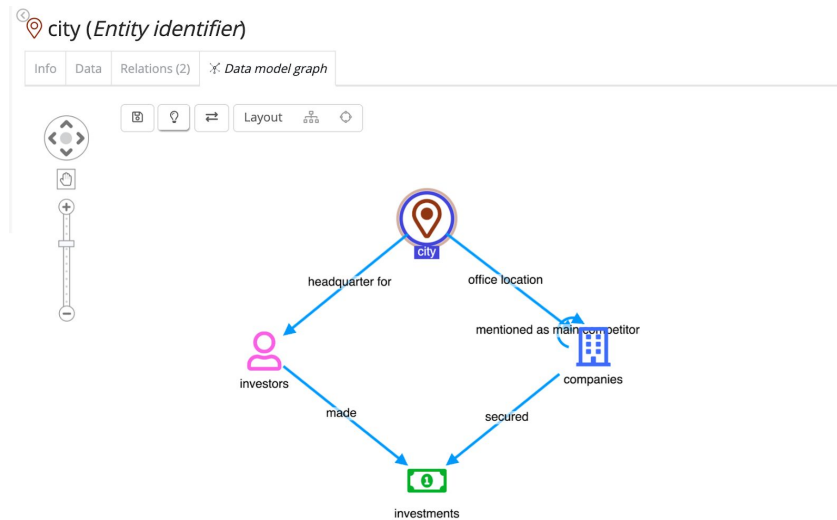 city (Entity identifier)
Info Data Relations (2) Data model graph
Layout
city
headquarter for
office location
mentioned as main competitor
investors
companies
made
secured
1
investments